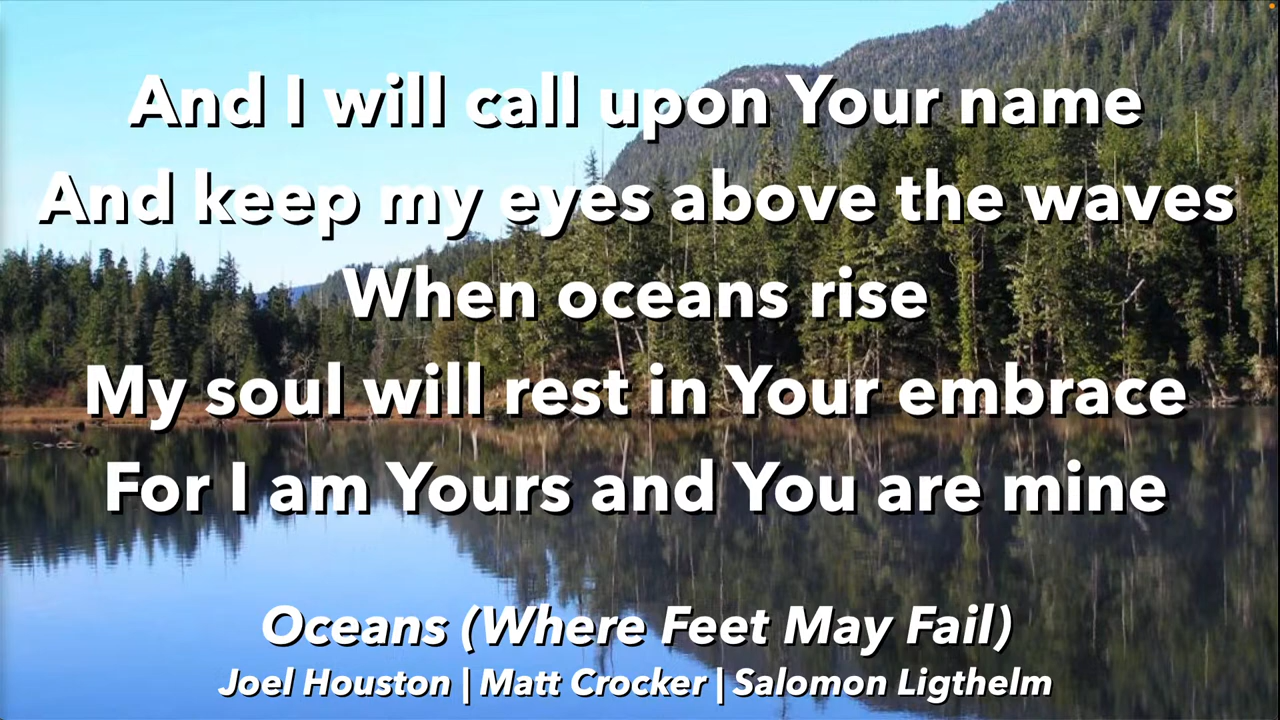 And I will call upon Your name
And keep my eyes above the waves
When oceans rise
My soul will rest in Your embrace
For I am Yours and You are mine
Oceans (Where Feet May Fail)
Joel Houston | Matt Crocker | Salomon Ligthelm